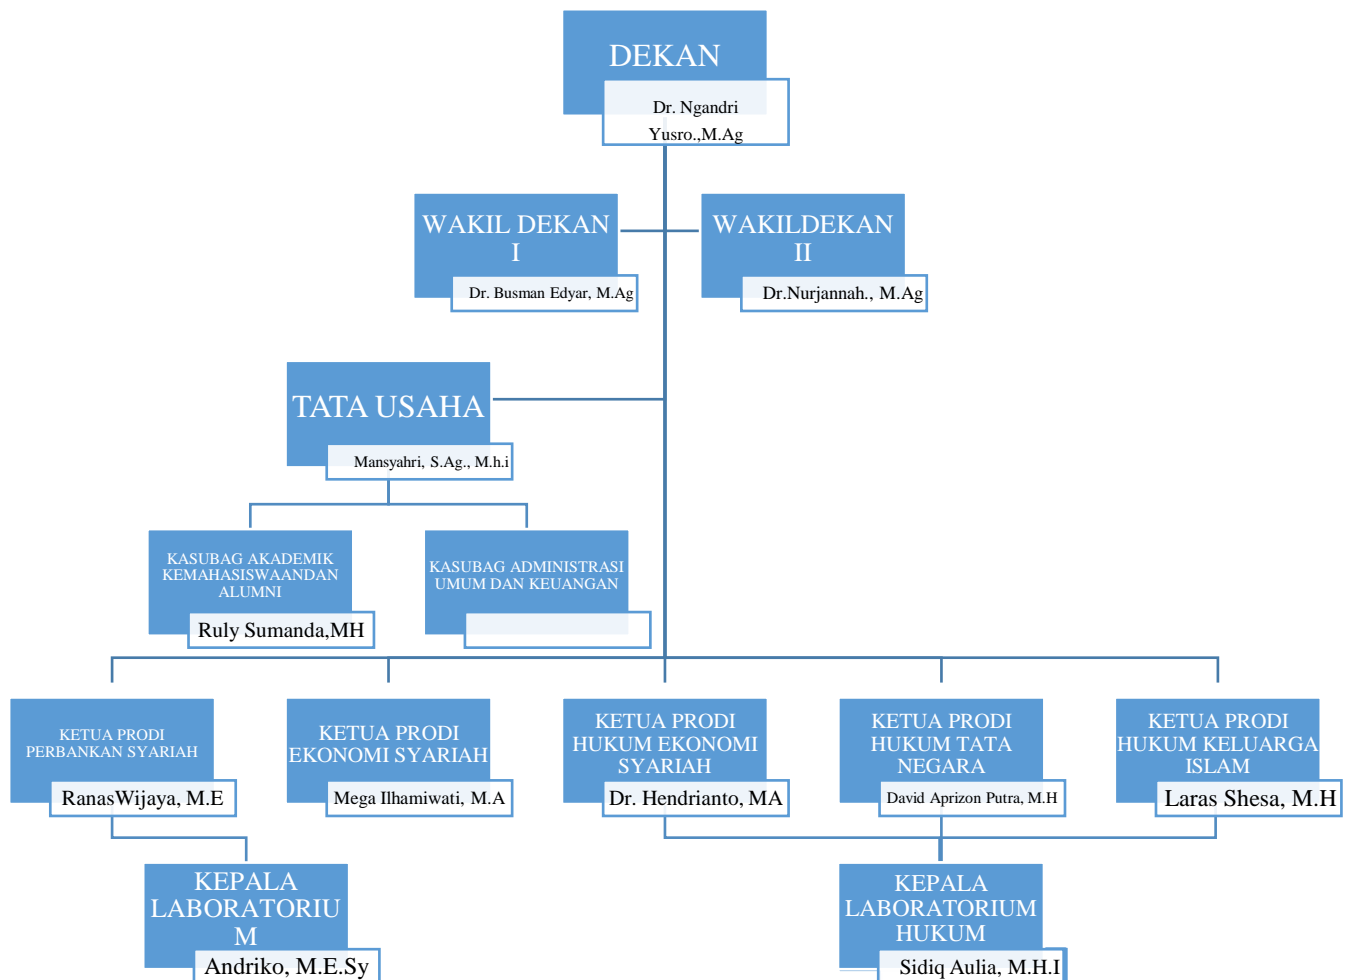 DEKAN
Dr. Ngandri
Yusro.,M.Ag
WAKIL DEKAN
I
Dr. Busman Edyar, M.Ag
WAKILDEKAN
II
Dr.Nurjannah., M.Ag
TATA USAHA
Mansyahri, S.Ag., M.h.i
KASUBAG AKADEMIK
KEMAHASISWAANDAN
ALUMNI
Ruly Sumanda,MH
KASUBAG ADMINISTRASI
UMUM DAN KEUANGAN
KETUA PRODI
PERBANKAN SYARIAH
RanasWijaya, M.E
KETUA PRODI
EKONOMI SYARIAH
Mega Ilhamiwati, M.A
KETUA PRODI
HUKUM EKONOMI
SYARIAH
Dr. Hendrianto, MA
KETUA PRODI
HUKUM TATA
NEGARA
David Aprizon Putra, M.H
KETUA PRODI
HUKUM KELUARGA
ISLAM
Laras Shesa, M.H
KEPALA
LABORATORIU
M
Andriko, M.E.Sy
KEPALA
LABORATORIUM
HUKUM
Sidiq Aulia, M.H.I